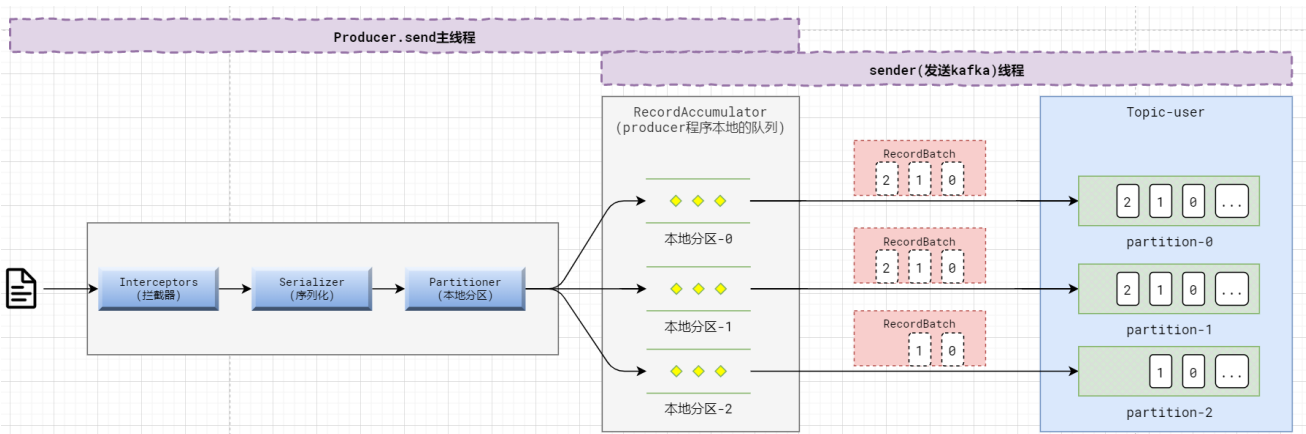 Producer.send主线程
sender(发送kafka)线程
RecordAccumulator
(producer程序本地的队列)
Topic-user
Interceptors
(拦截器)
Serializer
(序列化)
Partitioner
(本地分区)
本地分区-0
本地分区-1
本地分区-2
RecordBatch
2 1 0
RecordBatch
2 1 0
RecordBatch
1 0
2 1 0 ...
partition-0
2 1 0 ...
partition-1
1 0 ...
partition-2